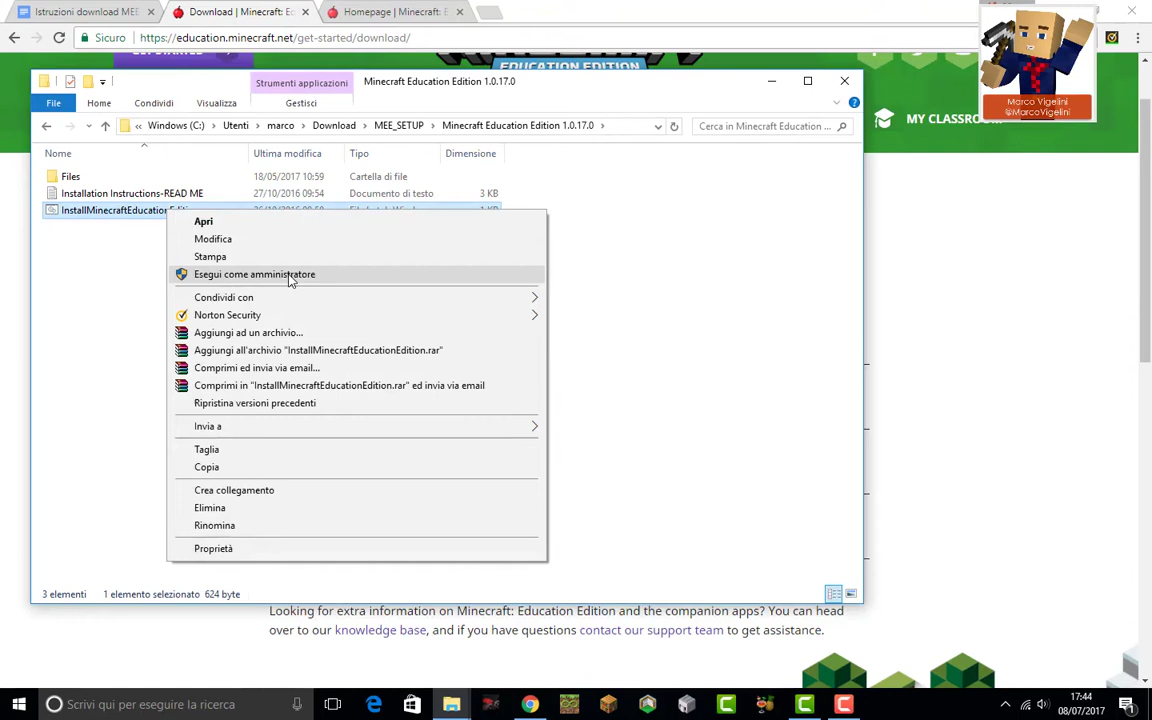 Istruzioni download MEE
Download | Minecraft: Ec
Homepage | Minecraft: E
Sicuro
https://education.minecraft.net/get-started/download/
EDUCATION EDITION
MY CLASSROOM
Marco Vigelini
@MarcoVigelini
Strumenti applicazioni
Minecraft Education Edition 1.0.17.0
File
Home
Condividi
Visualizza
Gestisci
« Windows (C:) > Utenti > marco > Download > MEE_SETUP > Minecraft Education Edition 1.0.17.0 >
Cerca in Minecraft Education ...
Nome
Ultima modifica
Tipo
Dimensione
Files
18/05/2017 10:59
Cartella di file
Installation Instructions-READ ME
27/10/2016 09:54
Documento di testo
3 KB
InstallMinecraftEducation
Apri
Modifica
Stampa
Esegui come amministratore
Condividi con
Norton Security
Aggiungi ad un archivio...
Aggiungi all'archivio "InstallMinecraftEducationEdition.rar"
Comprimi ed invia via email...
Comprimi in "InstallMinecraftEducationEdition.rar" ed invia via email
Ripristina versioni precedenti
Invia a
Taglia
Copia
Crea collegamento
Elimina
Rinomina
Proprietà
3 elementi
1 elemento selezionato 624 byte
Looking for extra information on Minecraft: Education Edition and the companion apps? You can head
over to our knowledge base, and if you have questions contact our support team to get assistance.
Scrivi qui per eseguire la ricerca
17:44
08/07/2017
1